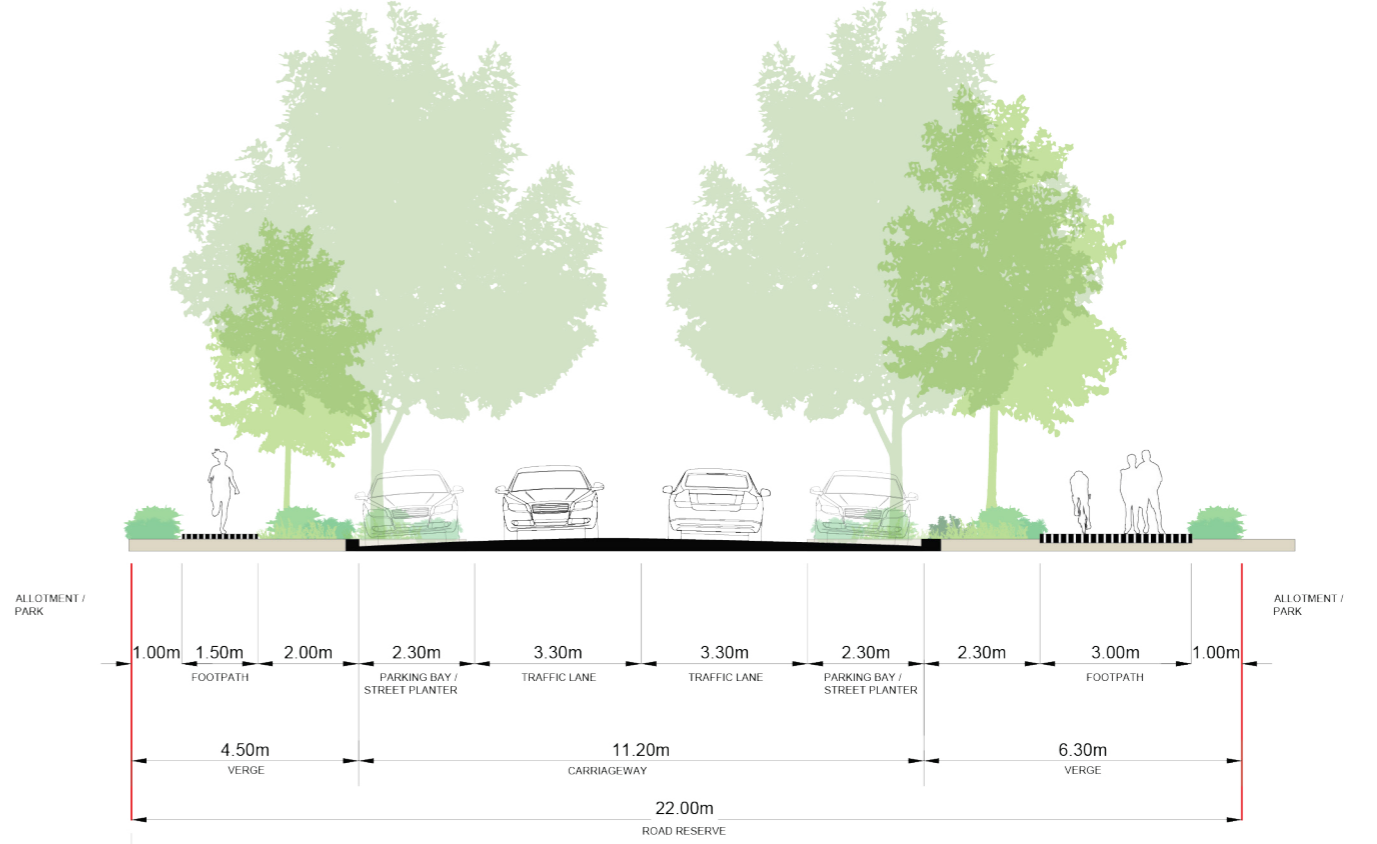 ALLOTMENT /
PARK
ALLOTMENT /
PARK
1.00m 1.50m 2.00m 2.30m 3.30m 3.30m 2.30m 2.30m 3.00m 1.00m
FOOTPATH
PARKING BAY /
STREET PLANTER
TRAFFIC LANE
TRAFFIC LANE
PARKING BAY /
STREET PLANTER
FOOTPATH
4.50m 11.20m 6.30m
VERGE CARRIAGEWAY VERGE
22.00m
ROAD RESERVE